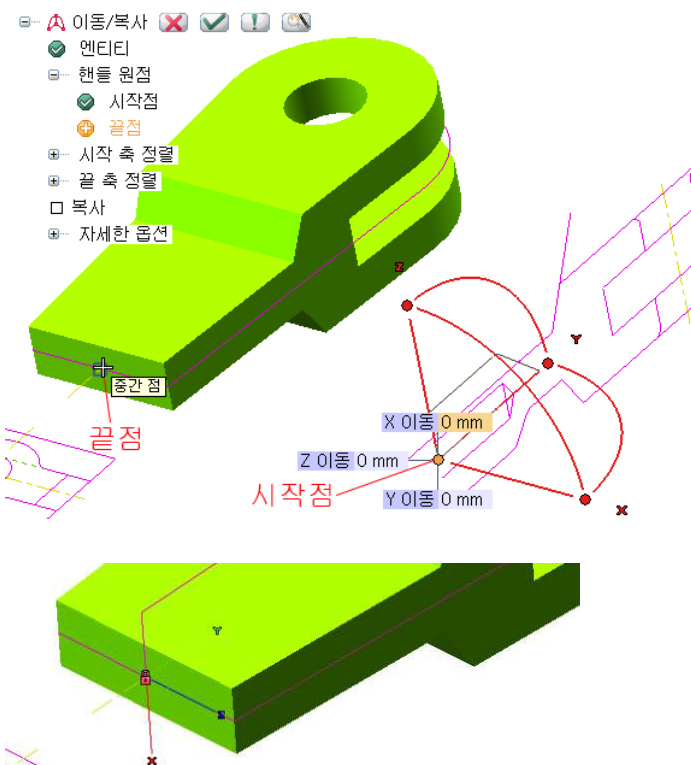 이동/복사
엔티티
핸들 원점
시작점
끝점
시작 축 정렬
끝 축 정렬
복사
자세한 옵션
Z
Y
중간 점
끝점
X 이동 0 mm
Z 이동 0 mm
시작점
Y 이동 0 mm
X
Y
Z
X